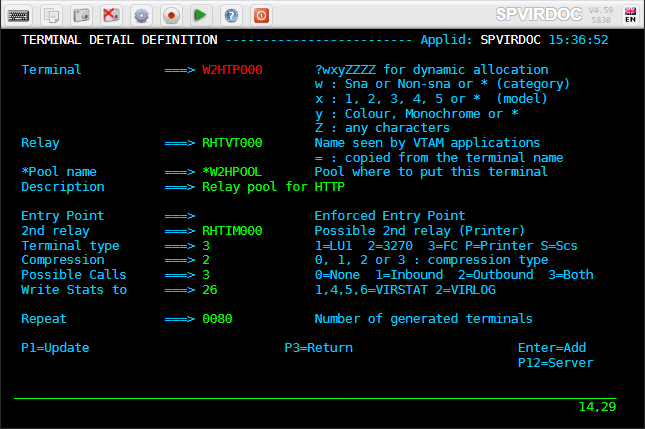 SPVIRDOC V4.59 5830 EN
TERMINAL DETAIL DEFINITION ------------------------- Applid: SPVIRDOC 15:36:52
Terminal ===> W2HTP000 ?wxyZZZZ for dynamic allocation
w : Sna or Non-sna or * (category)
x : 1, 2, 3, 4, 5 or * (model)
y : Colour, Monochrome or *
Z : any characters
Relay ===> RHTVT000 Name seen by VTAM applications
= : copied from the terminal name
*Pool name ===> *W2HPOOL Pool where to put this terminal
Description ===> Relay pool for HTTP
Entry Point ===> Enforced Entry Point
2nd relay ===> RHTIM000 Possible 2nd relay (Printer)
Terminal type ===> 3 1=LU1 2=3270 3=FC P=Printer S=Scs
Compression ===> 2 0, 1, 2 or 3 : compression type
Possible Calls ===> 3 0=None 1=Inbound 2=Outbound 3=Both
Write Stats to ===> 26 1,4,5,6=VIRSTAT 2=VIRLOG
Repeat ===> 0080 Number of generated terminals
P1=Update P3=Return Enter=Add
P12=Server
14,29